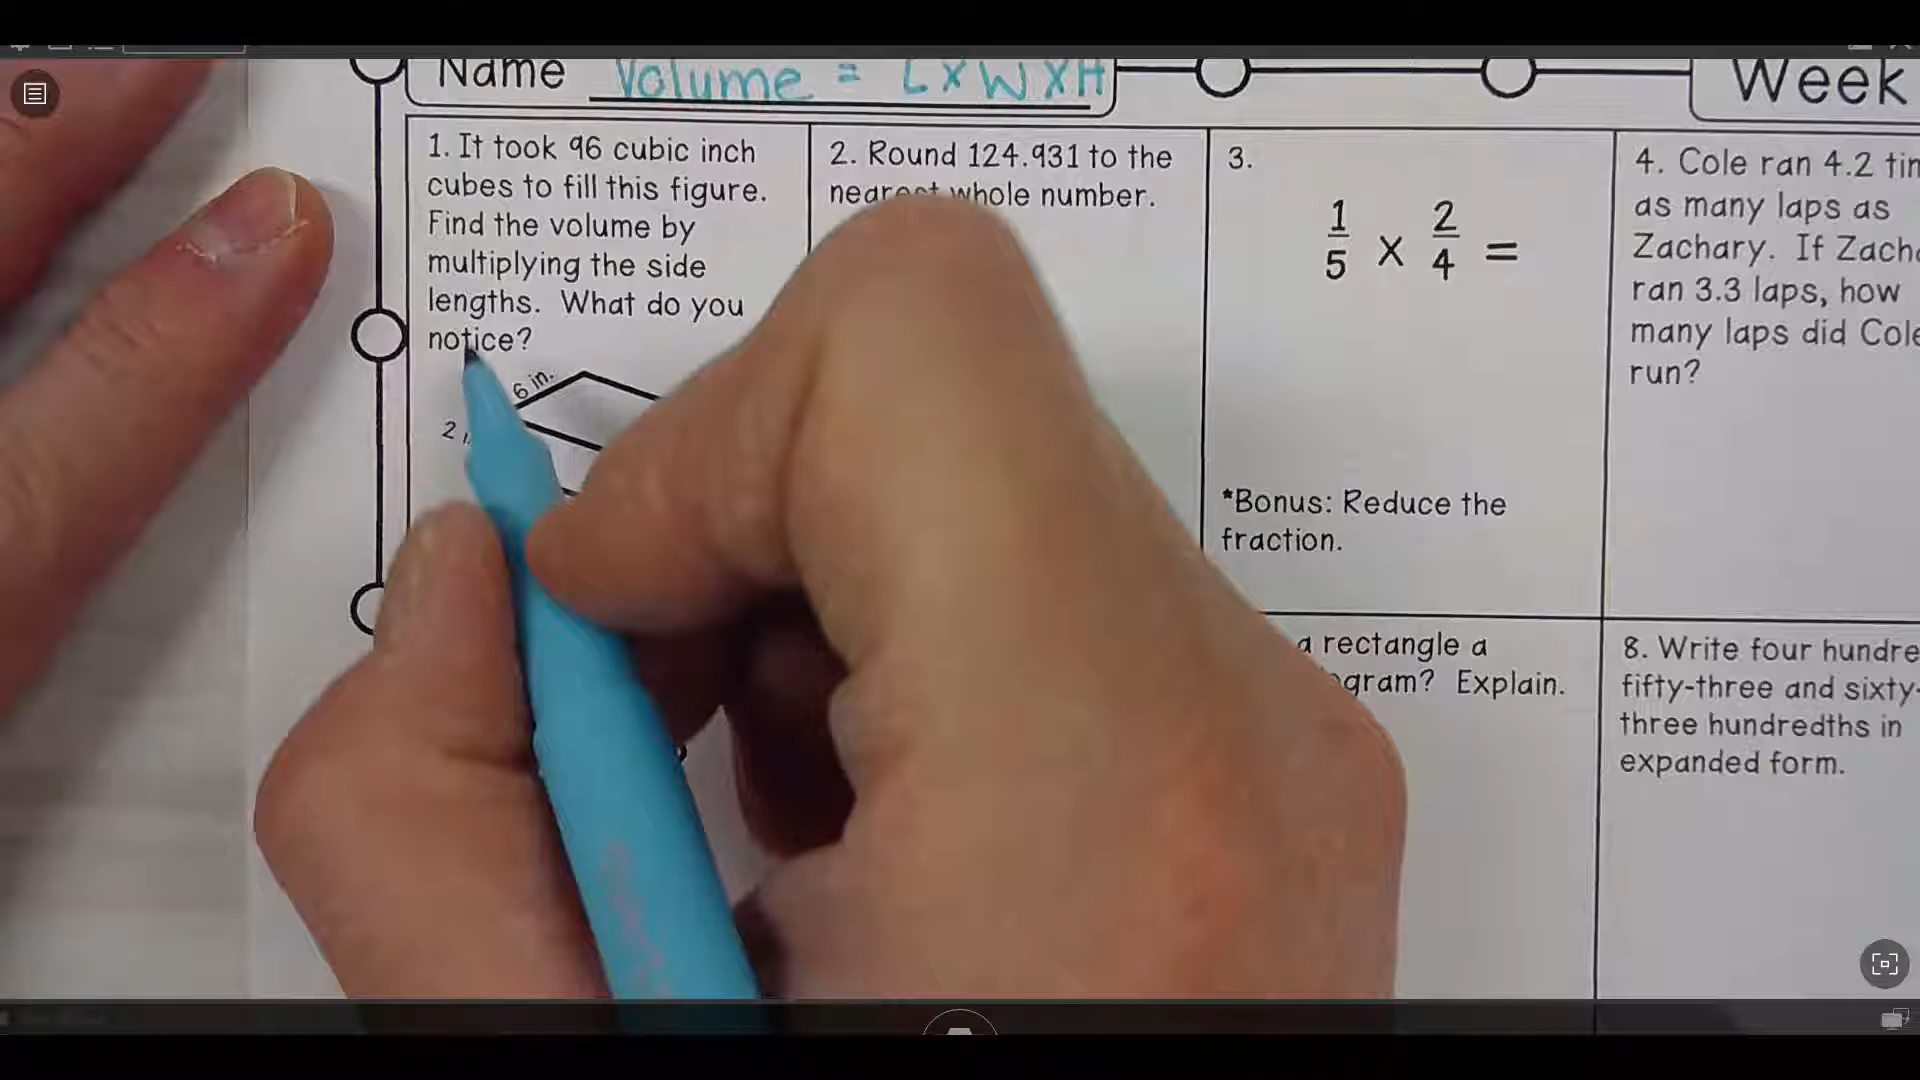 Name Volume = L x W x H
Week
1. It took 96 cubic inch
cubes to fill this figure.
Find the volume by
multiplying the side
lengths. What do you
notice?
6 in.
2
2. Round 124.931 to the
nearest whole number.
3.
1/5 x 2/4 =
*Bonus: Reduce the
fraction.
4. Cole ran 4.2
as many laps as
Zachary. If
ran 3.3 laps, how
many laps did
run?
a rectangle a
Explain.
8. Write four
fifty-three and sixty-
three hundredths in
expanded form.